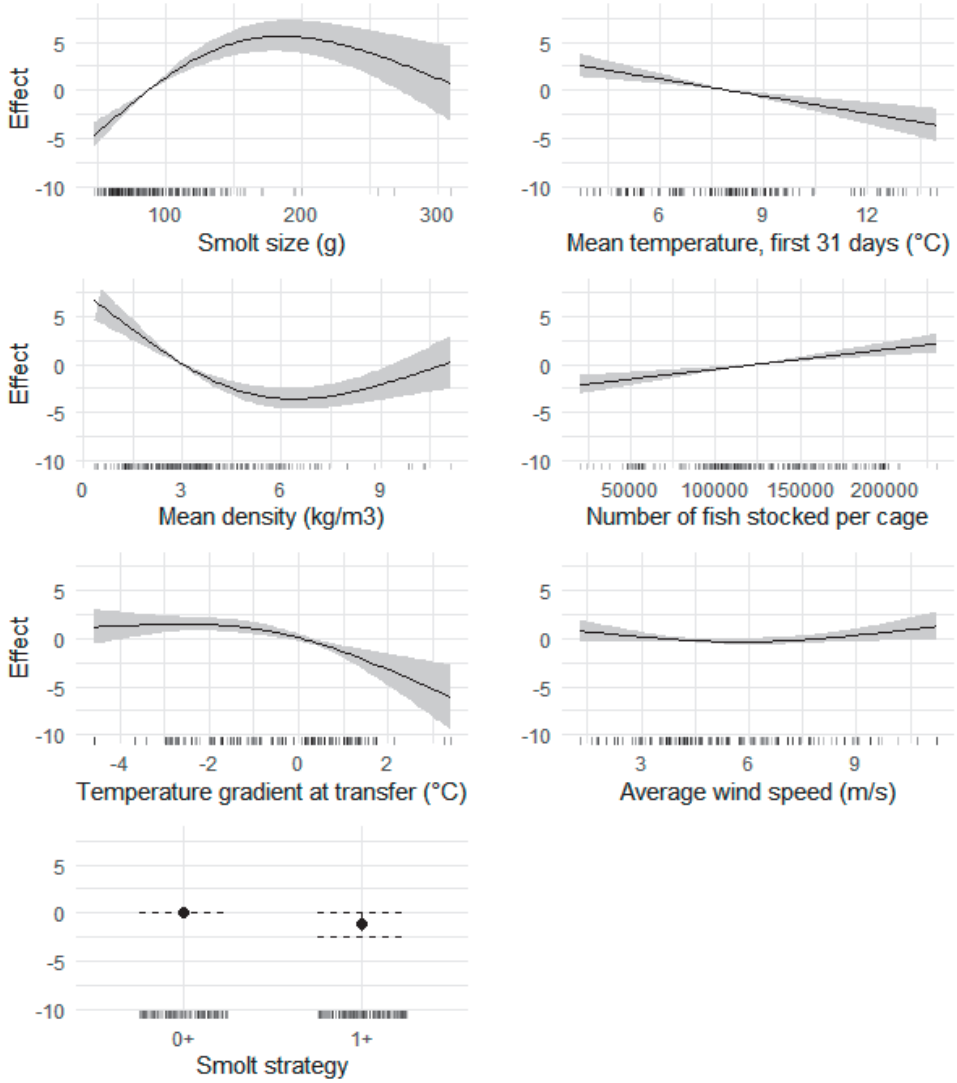 Effect
5
0
-5
-10
100 200 300
Smolt size (g)
6 9 12
Mean temperature, first 31 days (°C)
Effect
5
0
-5
-10
0 3 6 9
Mean density (kg/m3)
5
0
-5
-10
50000 100000 150000 200000
Number of fish stocked per cage
Effect
5
0
-5
-10
-4 -2 0 2
Temperature gradient at transfer (°C)
5
0
-5
-10
3 6 9
Average wind speed (m/s)
5
0
-5
-10
0+ 1+
Smolt strategy
5
0
-5
-10